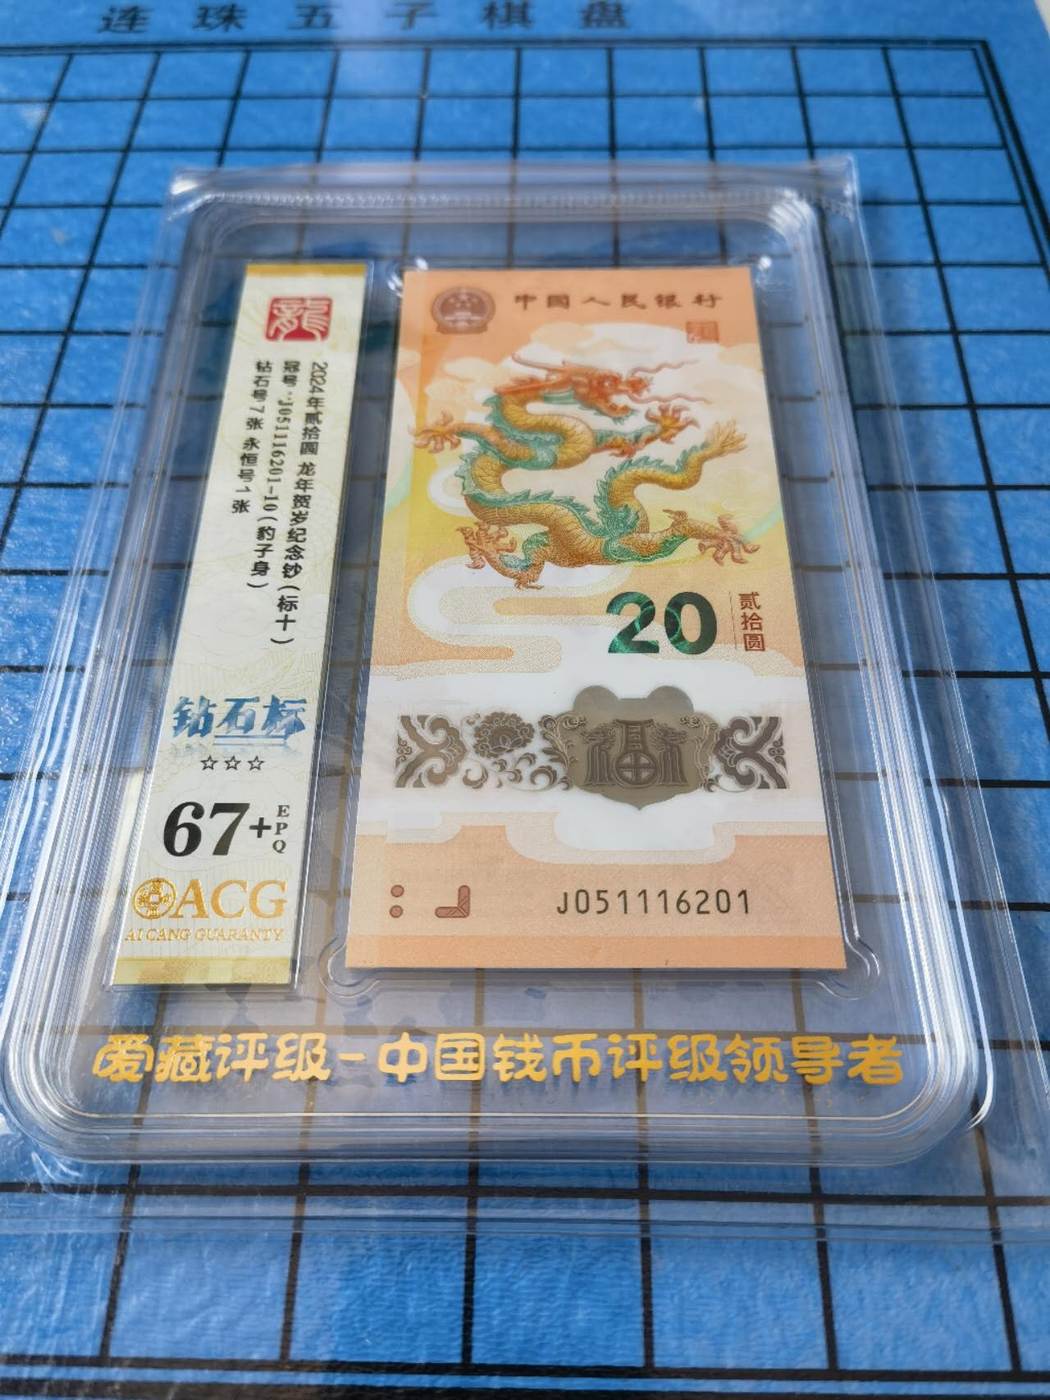 连珠五子棋盘
龍
2024年贰拾圆 龙年贺岁纪念钞(标十)
冠号:J051116201-10(豹子身)
钻石号7张 永恒号1张
钻石标
☆☆☆
67+EPQ
ACG
AI CANG GUARANTY
中国人民银行
20
贰拾圆
福
J051116201
爱藏评级-中国钱币评级领导者